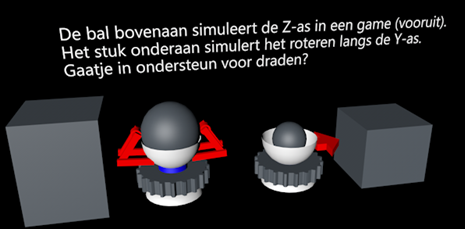 De bal bovenaan simuleert de Z-as in een game (vooruit).
Het stuk onderaan simulert het roteren langs de Y-as.
Gaatje in ondersteun voor draden?